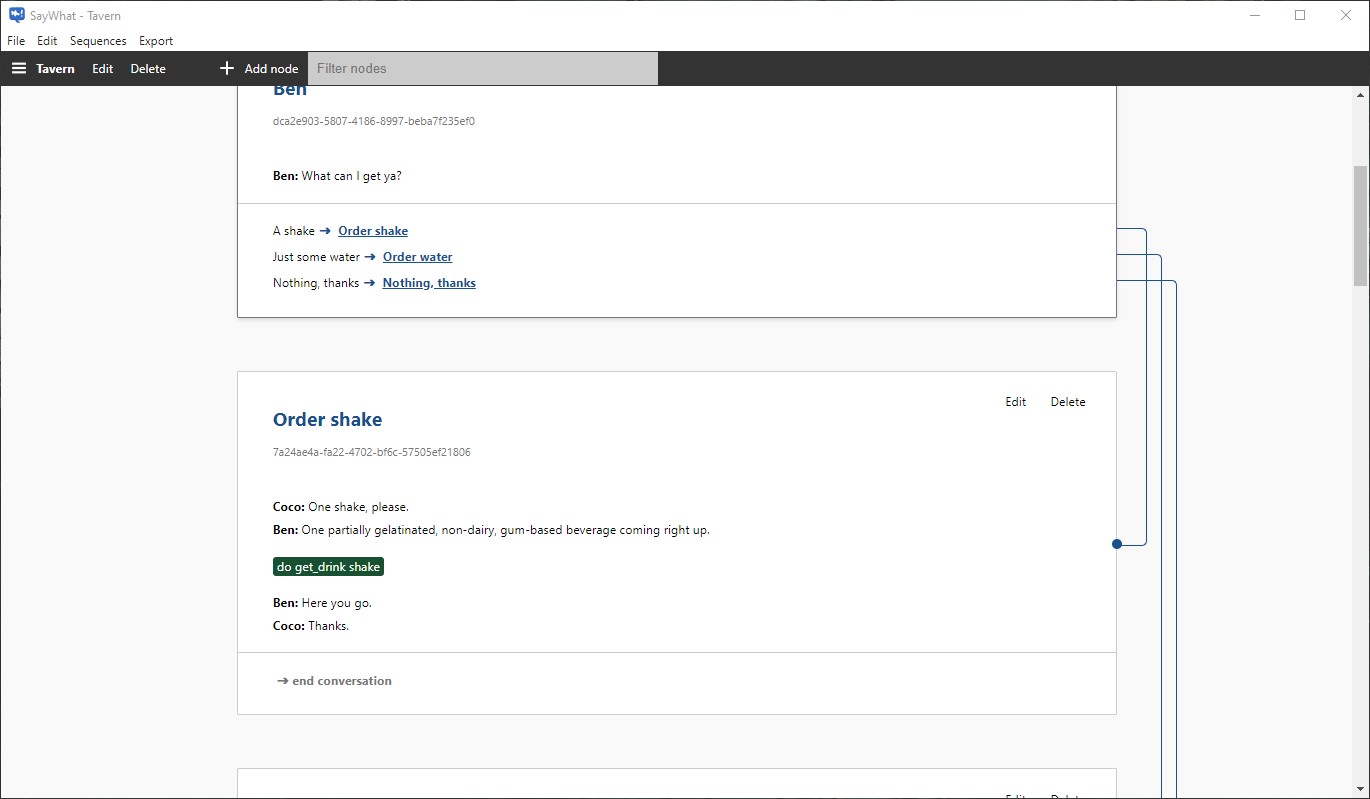 SayWhat - Tavern
File Edit Sequences Export
Tavern Edit Delete Add node Filter nodes
Ben
dca2e903-5807-4186-8997-beba7f235ef0
Ben: What can I get ya?
A shake ➔ Order shake
Just some water ➔ Order water
Nothing, thanks ➔ Nothing, thanks
Edit Delete
Order shake
7a24ae4a-fa22-4702-bf6c-57505ef21806
Coco: One shake, please.
Ben: One partially gelatinated, non-dairy, gum-based beverage coming right up.
do get_drink shake
Ben: Here you go.
Coco: Thanks.
➔ end conversation
Edit Delete